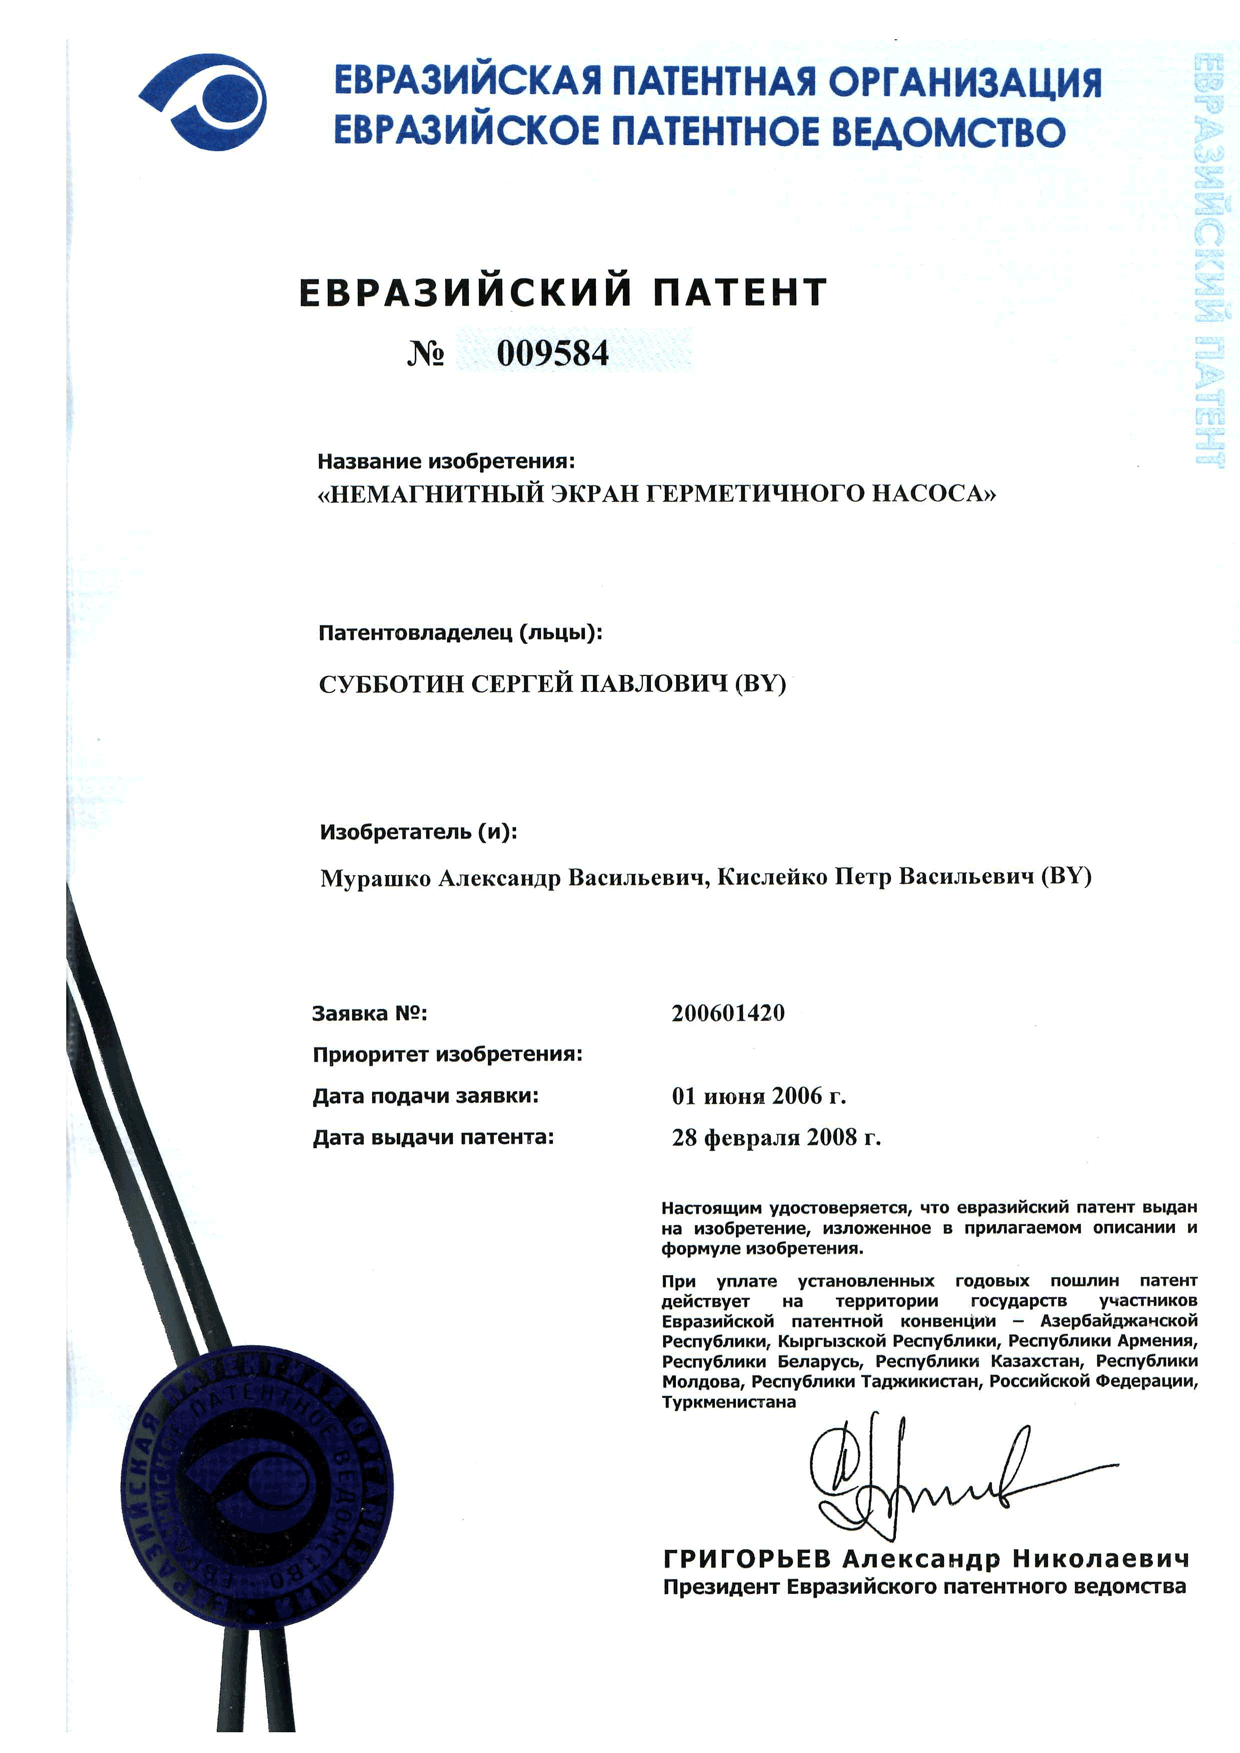 ЕВРАЗИЙСКАЯ ПАТЕНТНАЯ ОРГАНИЗАЦИЯ
ЕВРАЗИЙСКОЕ ПАТЕНТНОЕ ВЕДОМСТВО
ЕВРАЗИЙСКИЙ ПАТЕНТ
ЕВРАЗИЙСКИЙ ПАТЕНТ
№ 009584
Название изобретения:
«НЕМАГНИТНЫЙ ЭКРАН ГЕРМЕТИЧНОГО НАСОСА»
Патентовладелец (льцы):
СУББОТИН СЕРГЕЙ ПАВЛОВИЧ (BY)
Изобретатель (и):
Мурашко Александр Васильевич, Кислейко Петр Васильевич (BY)
Заявка №: 200601420
Приоритет изобретения:
Дата подачи заявки: 01 июня 2006 г.
Дата выдачи патента: 28 февраля 2008 г.
Настоящим удостоверяется, что евразийский патент выдан
на изобретение, изложенное в прилагаемом описании и
формуле изобретения.
При уплате установленных годовых пошлин патент
действует на территории государств участников
Евразийской патентной конвенции – Азербайджанской
Республики, Кыргызской Республики, Республики Армения,
Республики Беларусь, Республики Казахстан, Республики
Молдова, Республики Таджикистан, Российской Федерации,
Туркменистана
ГРИГОРЬЕВ Александр Николаевич
Президент Евразийского патентного ведомства
ЕВРАЗИЙСКАЯ ПАТЕНТНАЯ ОРГАНИЗАЦИЯ
ЕВРАЗИЙСКОЕ ПАТЕНТНОЕ ВЕДОМСТВО